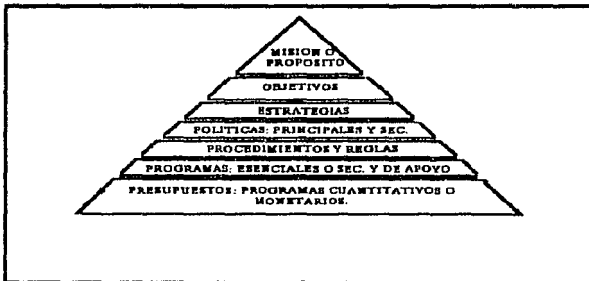 MISION O
PROPOSITO
OBJETIVOS
ESTRATEGIAS
POLITICAS: PRINCIPALES Y SEC.
PROCEDIMIENTOS Y REGLAS
PROGRAMAS; ESENCIALES O SEC. Y DE APOYO
PRESUPUESTOS: PROGRAMAS CUANTITATIVOS O
MONETARIOS.